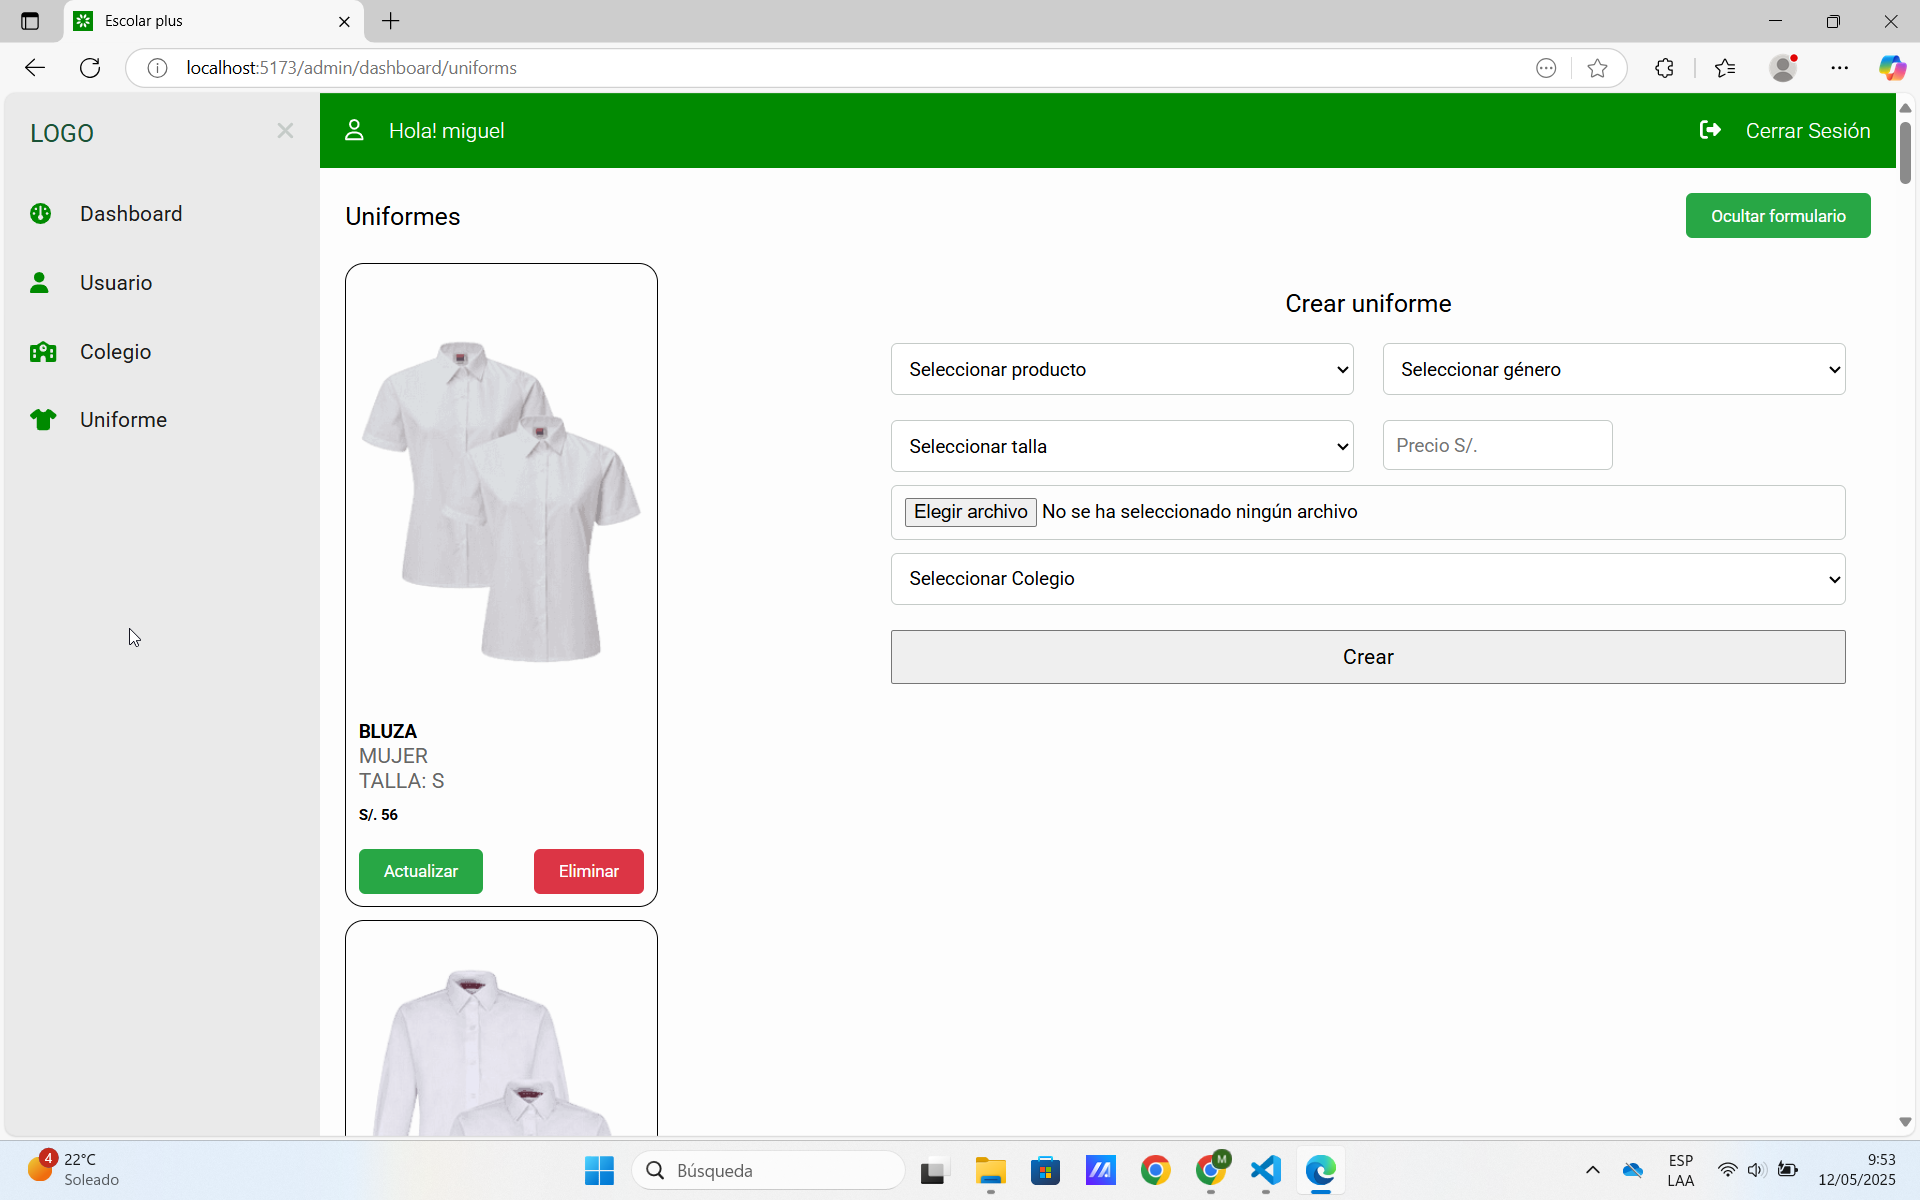 Escolar plus
localhost:5173/admin/dashboard/uniforms
LOGO
Hola! miguel
Cerrar Sesión
Dashboard
Usuario
Colegio
Uniforme
Uniformes
Ocultar formulario
BLUZA
MUJER
TALLA: S
S/. 56
Actualizar
Eliminar
Crear uniforme
Seleccionar producto
Seleccionar género
Seleccionar talla
Precio S/.
Elegir archivo No se ha seleccionado ningún archivo
Seleccionar Colegio
Crear
4
22°C
Soleado
Búsqueda
M
ESP
LAA
9:53
12/05/2025